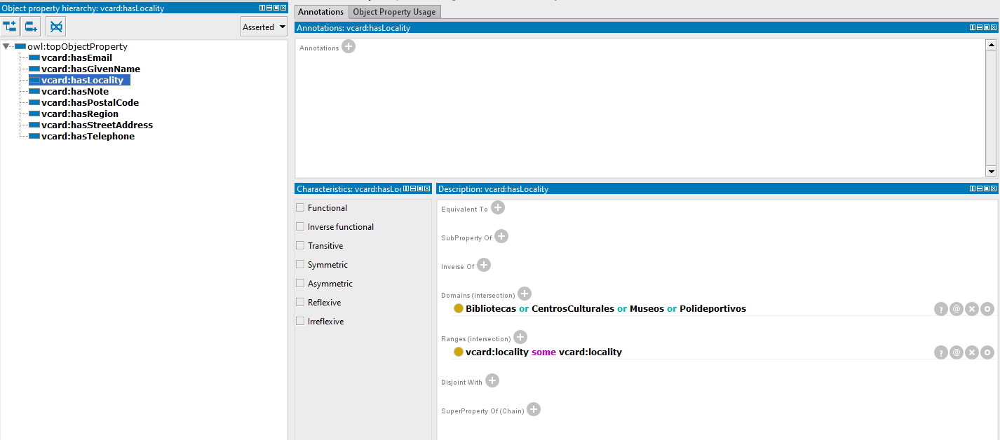 Object property hierarchy: vcard:hasLocality
Asserted
owl:topObjectProperty
vcard:hasEmail
vcard:hasGivenName
vcard:hasLocality
vcard:hasNote
vcard:hasPostalCode
vcard:hasRegion
vcard:hasStreetAddress
vcard:hasTelephone
Annotations Object Property Usage
Annotations: vcard:hasLocality
Annotations
Characteristics: vcard:hasLoc
Functional
Inverse functional
Transitive
Symmetric
Asymmetric
Reflexive
Irreflexive
Description: vcard:hasLocality
Equivalent To
SubProperty Of
Inverse Of
Domains (intersection)
Bibliotecas or CentrosCulturales or Museos or Polideportivos
? @
Ranges (intersection)
vcard:locality some vcard:locality
? @
Disjoint With
SuperProperty Of (Chain)